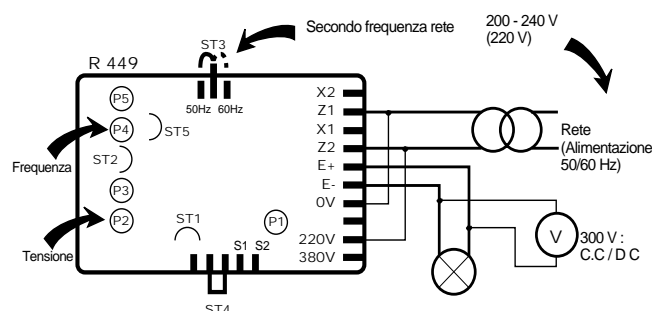 200 - 240 V
(220 V)
Secondo frequenza rete
ST3
R 449
50Hz 60Hz
X2
Z1
X1
Z2
E+
E-
0V
220V
380V
P5
P4
ST5
ST2
P3
P2
ST1
P1
S1 S2
ST4
Frequenza
Tensione
Rete
(Alimentazione
50/60 Hz)
V
300 V :
C.C / D C